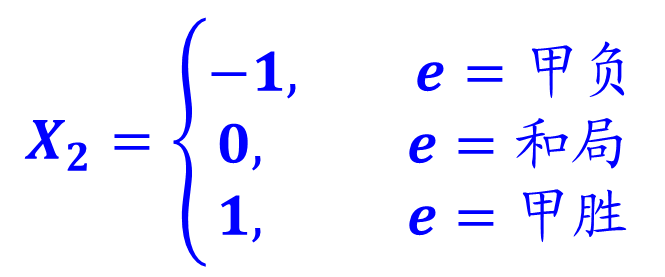 -1, e = 甲负
X₂ = { 0, e = 和局
1, e = 甲胜